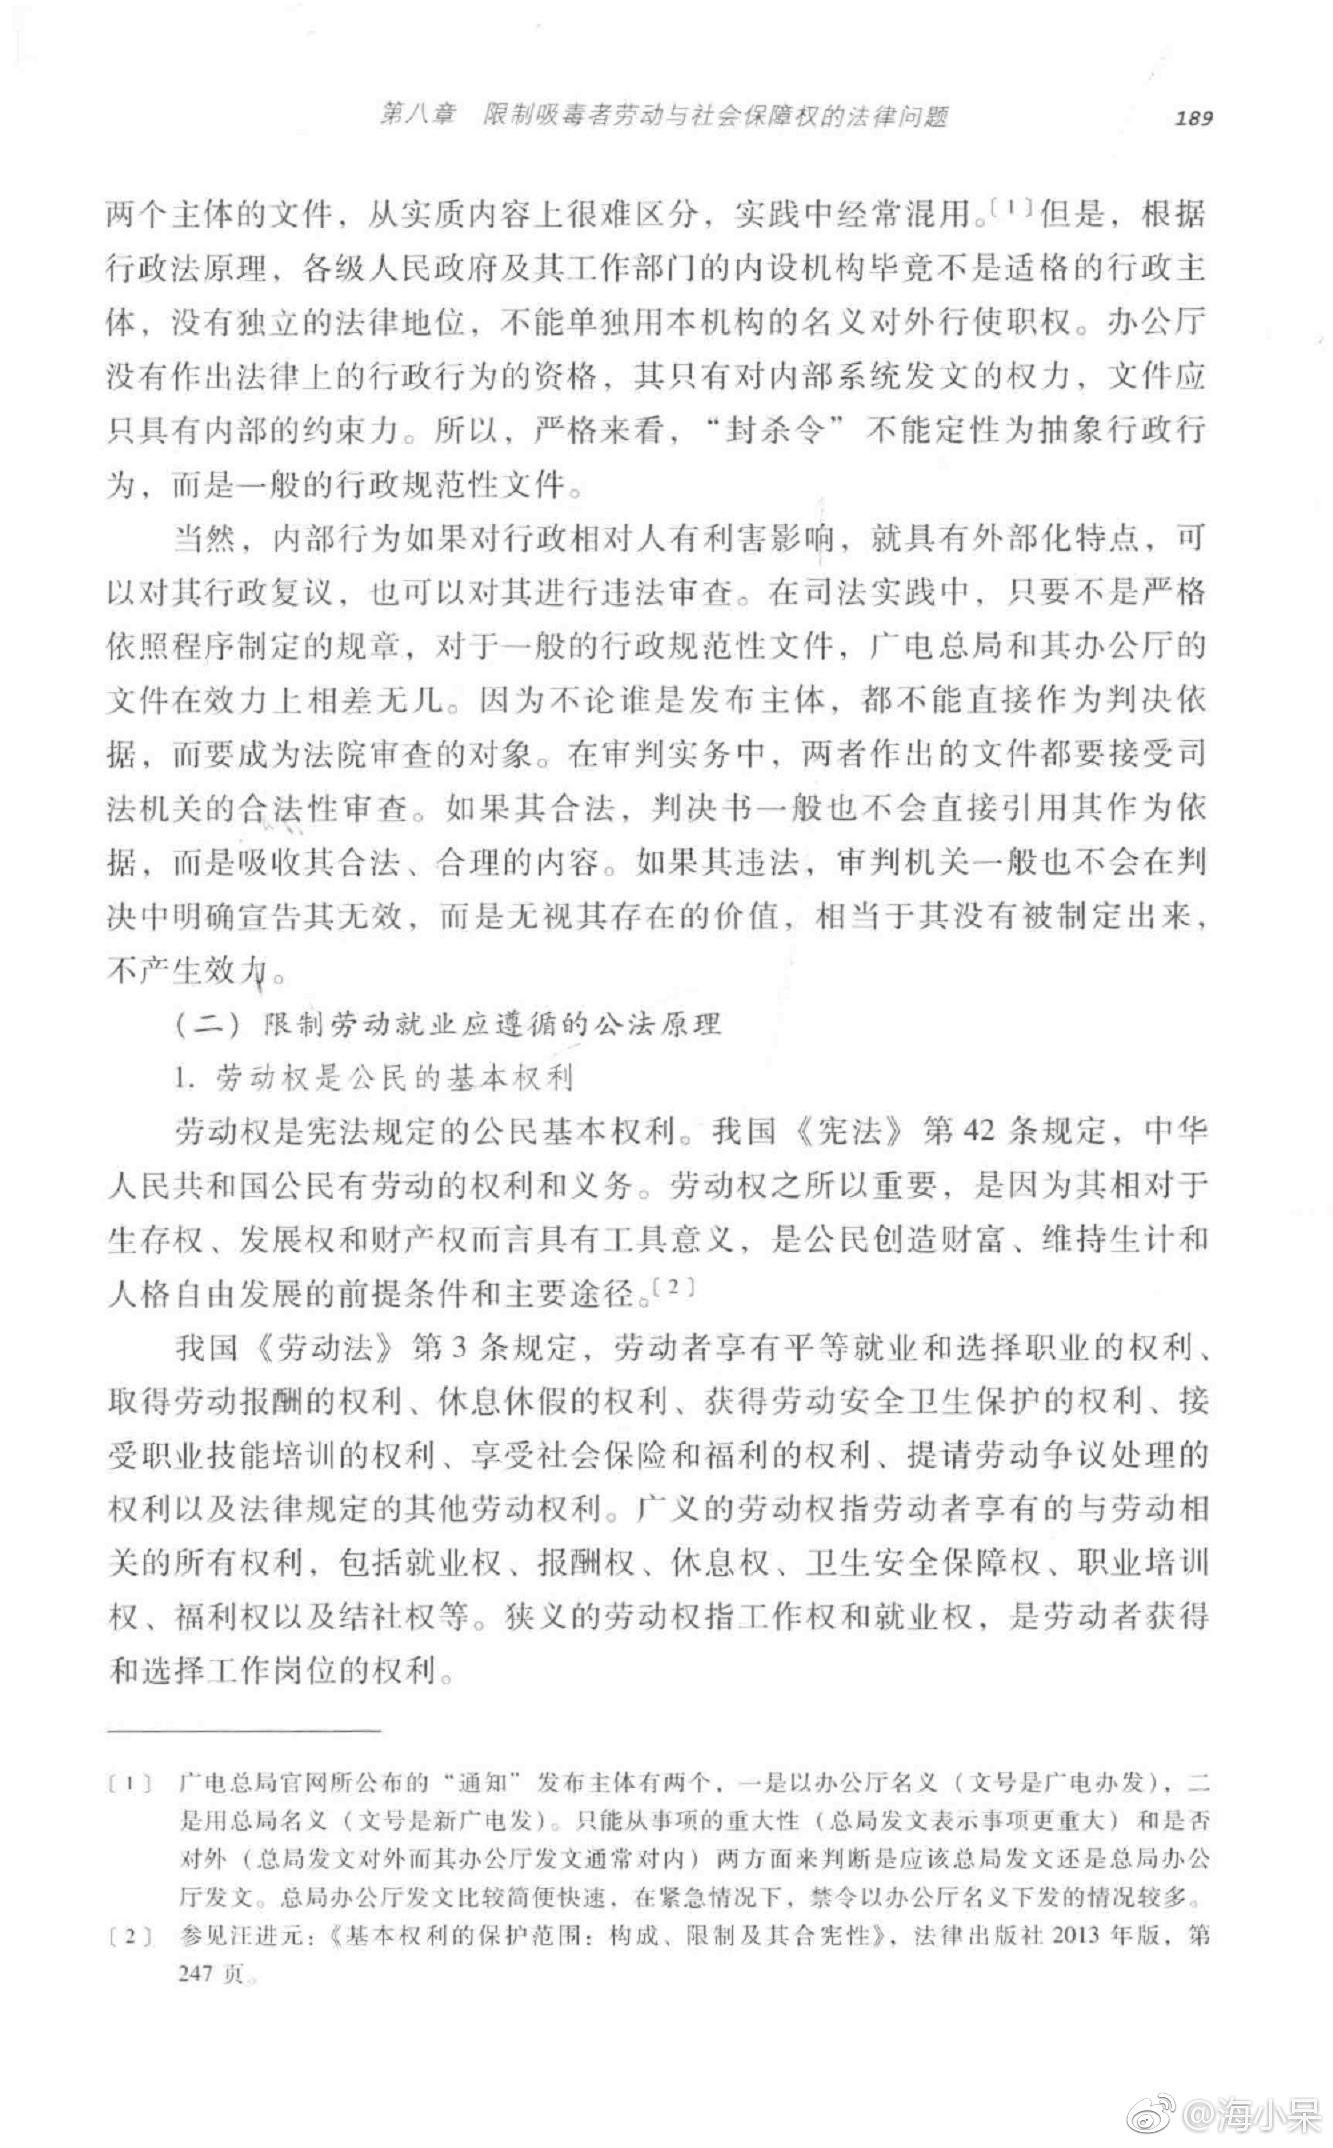 第八章　限制吸毒者劳动与社会保障权的法律问题　189
两个主体的文件，从实质内容上很难区分，实践中经常混用。〔1〕但是，根据
行政法原理，各级人民政府及其工作部门的内设机构毕竟不是适格的行政主
体，没有独立的法律地位，不能单独用本机构的名义对外行使职权。办公厅
没有作出法律上的行政行为的资格，其只有对内部系统发文的权力，文件应
只具有内部的约束力。所以，严格来看，“封杀令”不能定性为抽象行政行
为，而是一般的行政规范性文件。
当然，内部行为如果对行政相对人有利害影响，就具有外部化特点，可
以对其行政复议，也可以对其进行违法审查。在司法实践中，只要不是严格
依照程序制定的规章，对于一般的行政规范性文件，广电总局和其办公厅的
文件在效力上相差无几。因为不论谁是发布主体，都不能直接作为判决依
据，而要成为法院审查的对象。在审判实务中，两者作出的文件都要接受司
法机关的合法性审查。如果其合法，判决书一般也不会直接引用其作为依
据，而是吸收其合法、合理的内容。如果其违法，审判机关一般也不会在判
决中明确宣告其无效，而是无视其存在的价值，相当于其没有被制定出来，
不产生效力。
（二）限制劳动就业应遵循的公法原理
1. 劳动权是公民的基本权利
劳动权是宪法规定的公民基本权利。我国《宪法》第 42 条规定，中华
人民共和国公民有劳动的权利和义务。劳动权之所以重要，是因为其相对于
生存权、发展权和财产权而言具有工具意义，是公民创造财富、维持生计和
人格自由发展的前提条件和主要途径。〔2〕
我国《劳动法》第 3 条规定，劳动者享有平等就业和选择职业的权利、
取得劳动报酬的权利、休息休假的权利、获得劳动安全卫生保护的权利、接
受职业技能培训的权利、享受社会保险和福利的权利、提请劳动争议处理的
权利以及法律规定的其他劳动权利。广义的劳动权指劳动者享有的与劳动相
关的所有权利，包括就业权、报酬权、休息权、卫生安全保障权、职业培训
权、福利权以及结社权等。狭义的劳动权指工作权和就业权，是劳动者获得
和选择工作岗位的权利。
〔1〕 广电总局官网所公布的“通知”发布主体有两个，一是以办公厅名义（文号是广电办发），二
是用总局名义（文号是新广电发）。只能从事项的重大性（总局发文表示事项更重大）和是否
对外（总局发文对外而其办公厅发文通常对内）两方面来判断是应该总局发文还是总局办公
厅发文。总局办公厅发文比较简便快速，在紧急情况下，禁令以办公厅名义下发的情况较多。
〔2〕 参见汪进元：《基本权利的保护范围：构成、限制及其合宪性》，法律出版社 2013 年版，第
247 页。
@海小呆